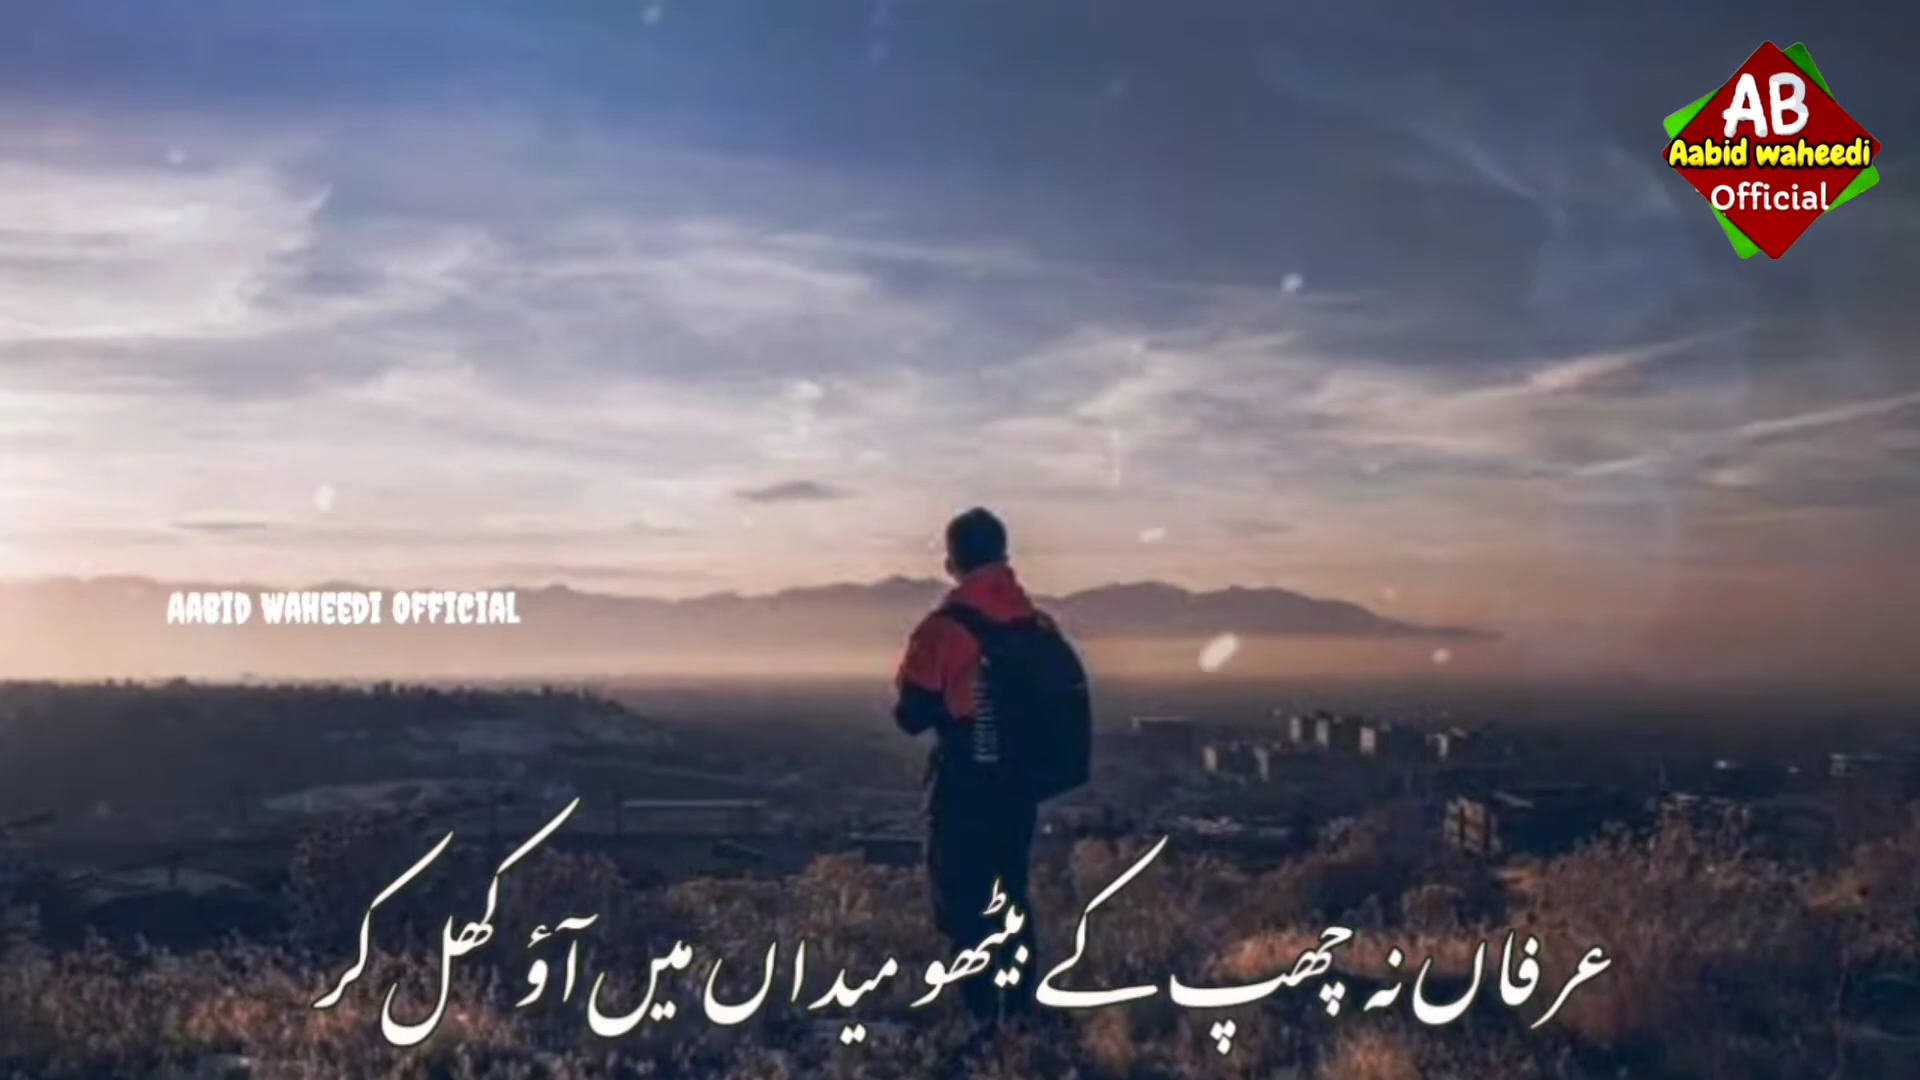 AB
Aabid waheedi
Official
AABID WAHEEDI OFFICIAL
عرفاں نہ چھپ کے بیٹھو میداں میں آؤ کھل کر